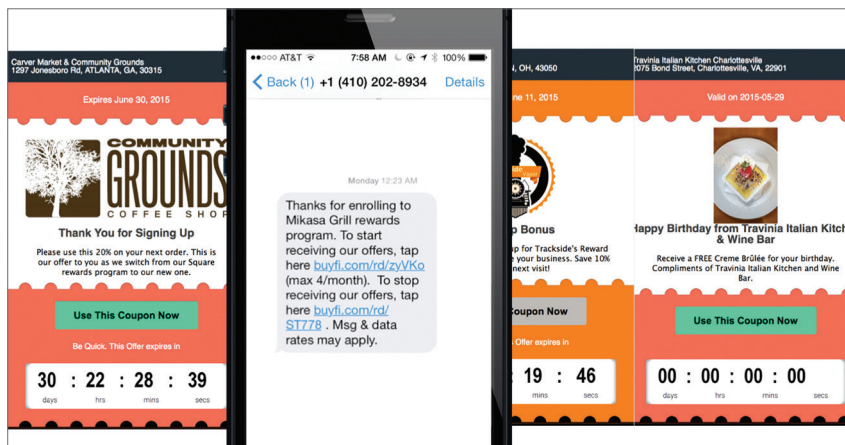 Carver Market & Community Grounds
1297 Jonesboro Rd, ATLANTA, GA, 30315
Expires June 30, 2015
COMMUNITY
GROUNDS
COFFEE SHOP
Thank You for Signing Up
Please use this 20% on your next order. This is
our offer to you as we switch from our Square
rewards program to our new one.
Use This Coupon Now
Be Quick. This Offer expires in
30 : 22 : 28 : 39
days hrs mins secs
AT&T 7:58 AM 100%
Back (1) +1 (410) 202-8934 Details
Monday 12:23 AM
Thanks for enrolling to
Mikasa Grill rewards
program. To start
receiving our offers, tap
here buyfi.com/rd/zyVKo
(max 4/month). To stop
receiving our offers, tap
here buyfi.com/rd/
ST778 . Msg & data
rates may apply.
, OH, 43050
ne 11, 2015
p Bonus
up for Trackside's Reward
e your business. Save 10%
next visit!
Coupon Now
Offer expires in
: 19 : 46
mins secs
Travinia Italian Kitchen Charlottesville
2075 Bond Street, Charlottesville, VA, 22901
Valid on 2015-05-29
Happy Birthday from Travinia Italian Kitch
& Wine Bar
Receive a FREE Creme Brûlée for your birthday.
Compliments of Travinia Italian Kitchen and Wine
Bar.
Use This Coupon Now
00 : 00 : 00 : 00
days hrs mins secs